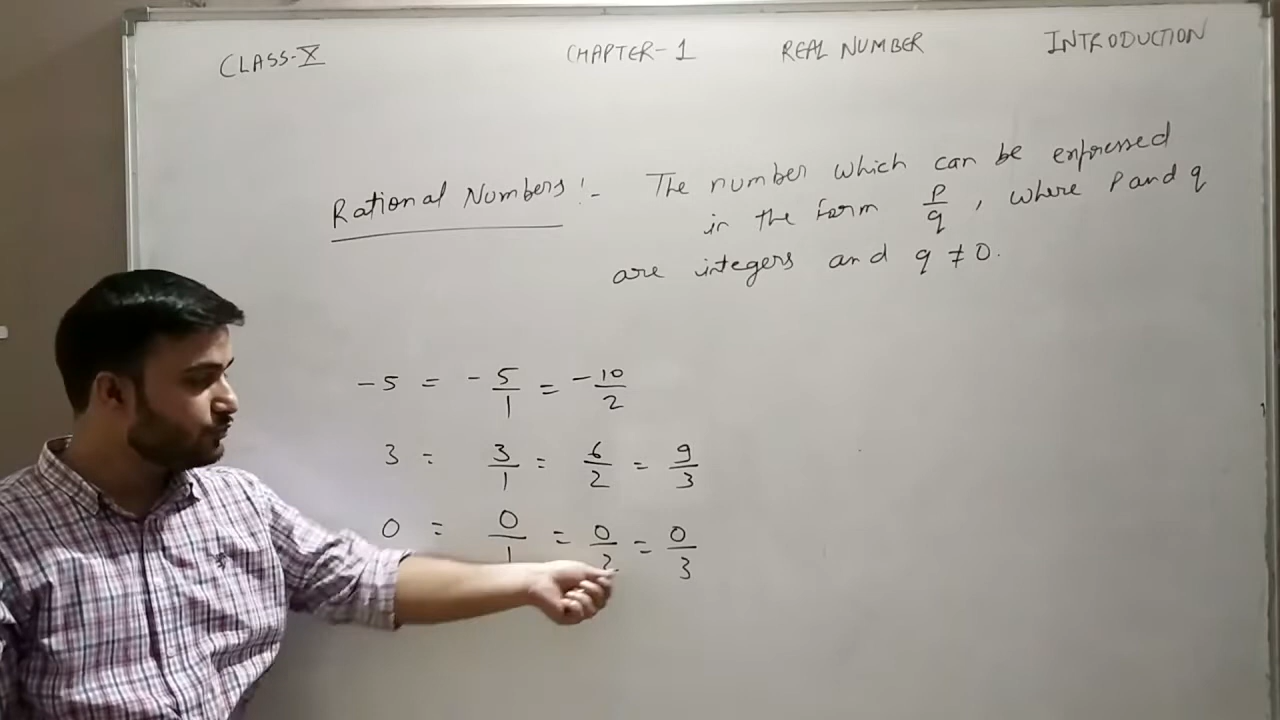 CLASS-X CHAPTER-1 REAL NUMBER INTRODUCTION
Rational Numbers:- The number which can be expressed
in the form p/q, where P and q
are integers and q ≠ 0.
-5 = -5/1 = -10/2
3 = 3/1 = 6/2 = 9/3
0 = 0/1 = 0/2 = 0/3